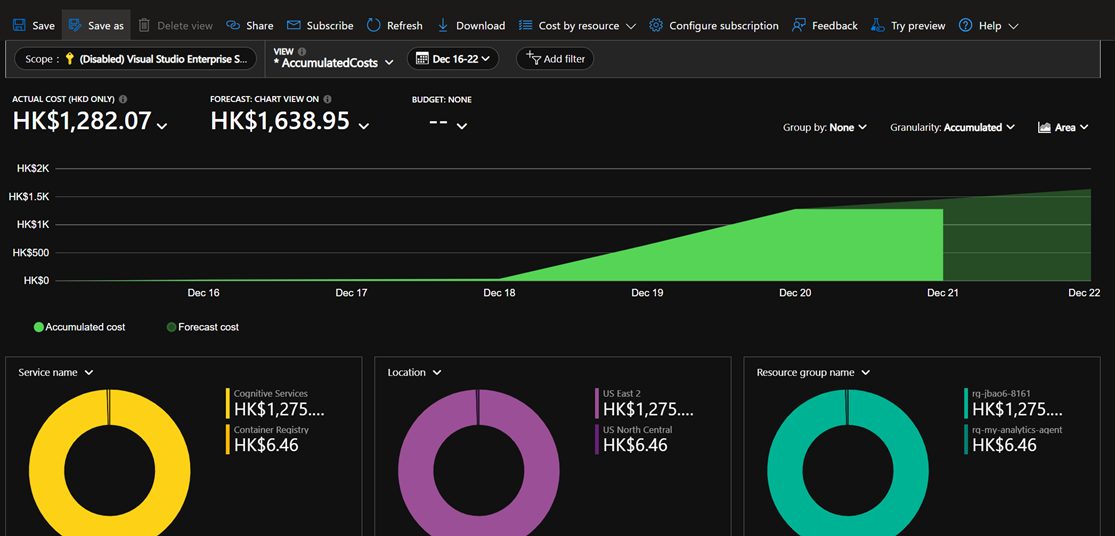 Save Save as Delete view Share Subscribe Refresh Download Cost by resource Configure subscription Feedback Try preview Help
Scope : (Disabled) Visual Studio Enterprise S...
VIEW
* AccumulatedCosts
Dec 16-22
Add filter
ACTUAL COST (HKD ONLY)
HK$1,282.07
FORECAST: CHART VIEW ON
HK$1,638.95
BUDGET: NONE
--
Group by: None
Granularity: Accumulated
Area
HK$2K
HK$1.5K
HK$1K
HK$500
HK$0
Dec 16 Dec 17 Dec 18 Dec 19 Dec 20 Dec 21 Dec 22
Accumulated cost Forecast cost
Service name
Cognitive Services
HK$1,275....
Container Registry
HK$6.46
Location
US East 2
HK$1,275....
US North Central
HK$6.46
Resource group name
rg-jbao6-8161
HK$1,275....
rg-my-analytics-agent
HK$6.46